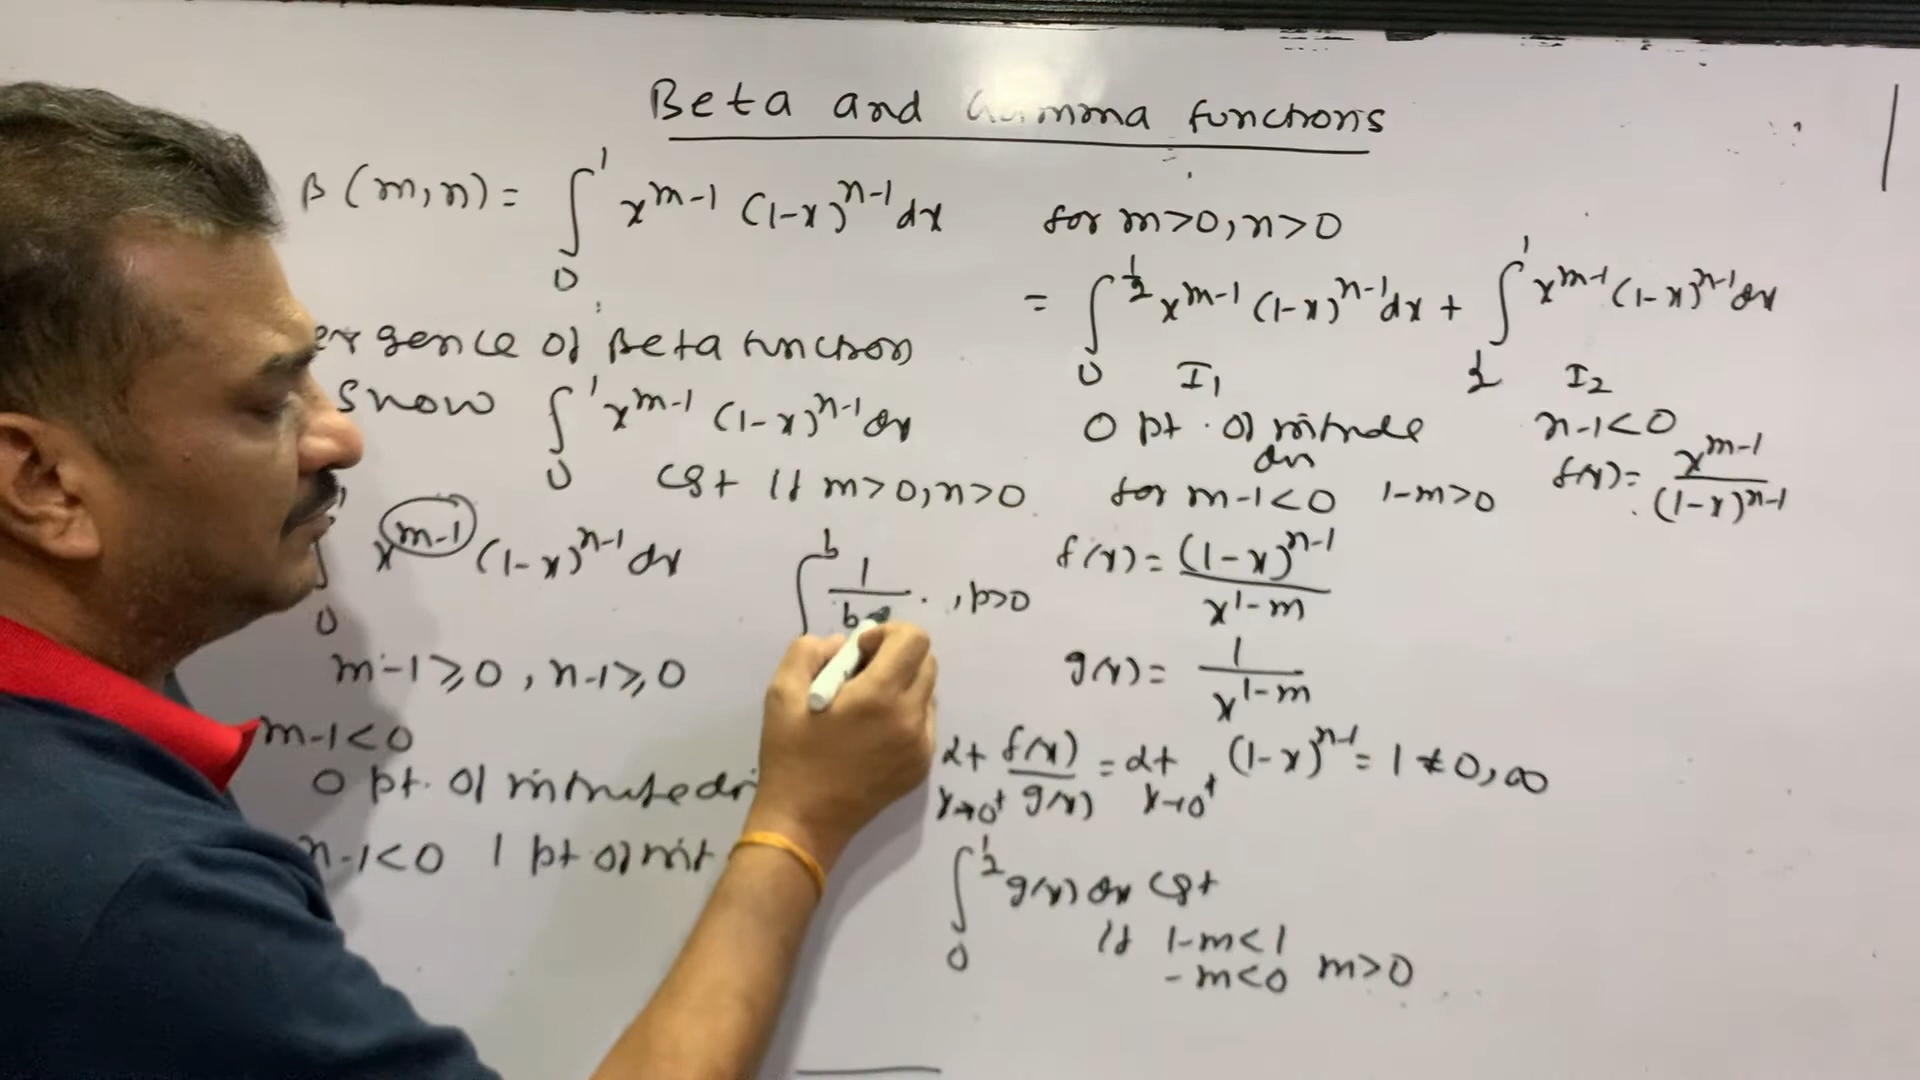 Beta and Gamma functions
β(m,n) = ∫₀¹ x^{m-1} (1-x)^{n-1} dx for m>0, n>0
= ∫₀^{1/2} x^{m-1} (1-x)^{n-1} dx + ∫_{1/2}^1 x^{m-1} (1-x)^{n-1} dx
I₁ I₂
ergence of Beta function
Show ∫₀¹ x^{m-1} (1-x)^{n-1} dx
cgt if m>0, n>0
∫₀¹ x^{m-1} (1-x)^{n-1} dx
m-1≥0, n-1≥0
m-1<0
0 pt. of infinite di
n-1<0 1 pt of inf
∫^b 1/(b , p>0
0 pt. of infinite
dn
for m-1<0 1-m>0
f(x) = (1-x)^{n-1}/x^{1-m}
g(x) = 1/x^{1-m}
Lt_{x→0⁺} f(x)/g(x) = Lt_{x→0⁺} (1-x)^{n-1} = 1 ≠ 0, ∞
∫₀^{1/2} g(x) dx cgt
if 1-m<1
-m<0 m>0
n-1<0
f(x) = x^{m-1}/(1-x)^{n-1}